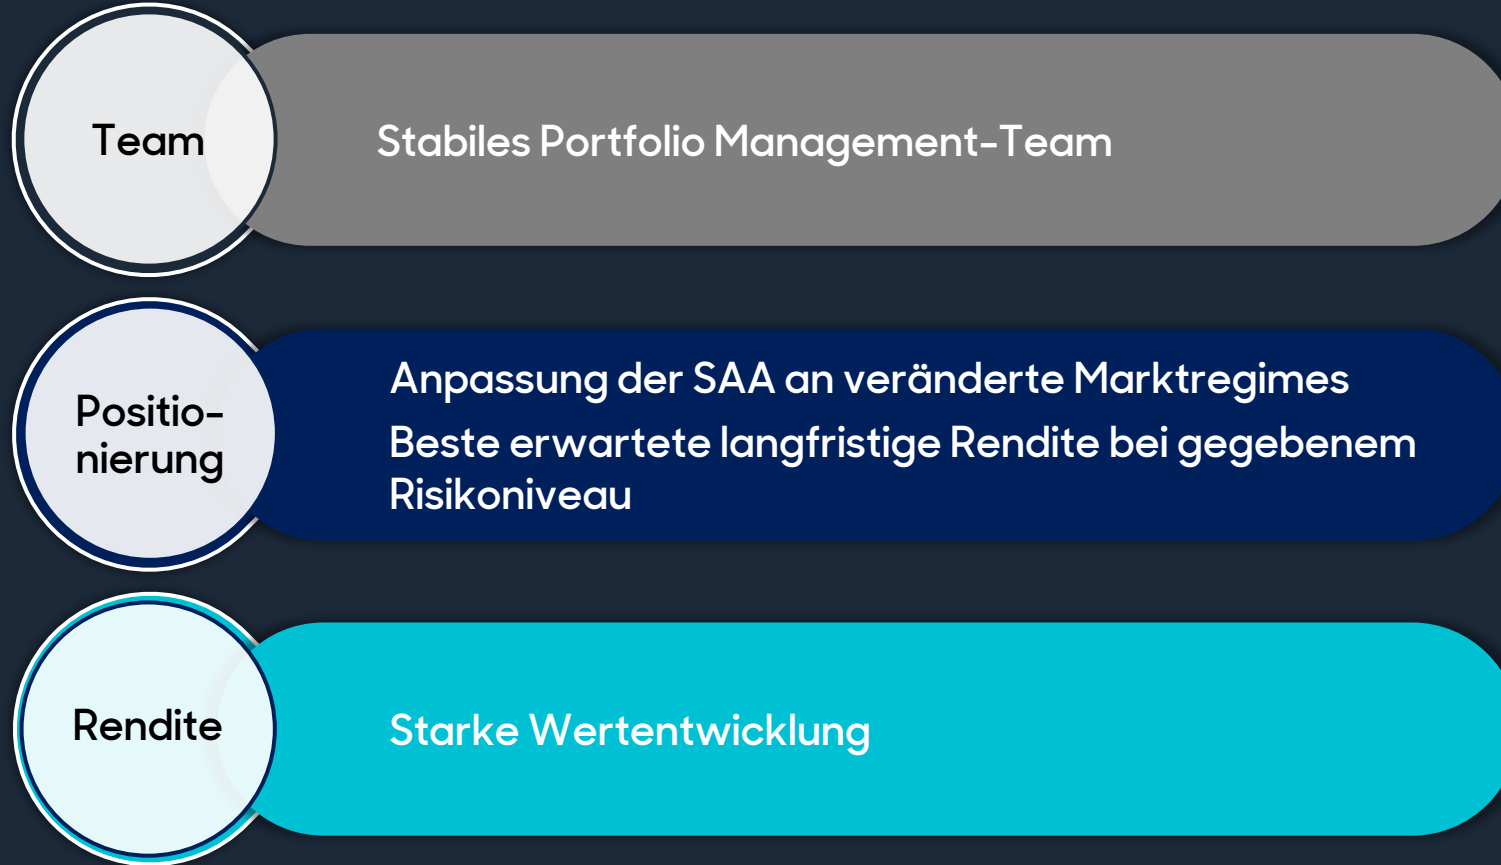 Team
Stabiles Portfolio Management-Team
Positio-
nierung
Anpassung der SAA an veränderte Marktregimes
Beste erwartete langfristige Rendite bei gegebenem
Risikoniveau
Rendite
Starke Wertentwicklung